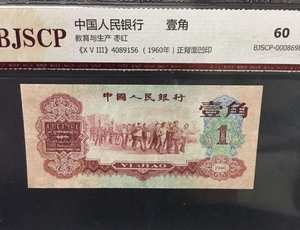 BJSCP
中国人民银行 壹角
教育与生产 枣红
《X V III》 4089156 (1960年) 正背面凹印
60
BJSCP-0008698
中国人民银行
壹角
1
YI JIAO
1960